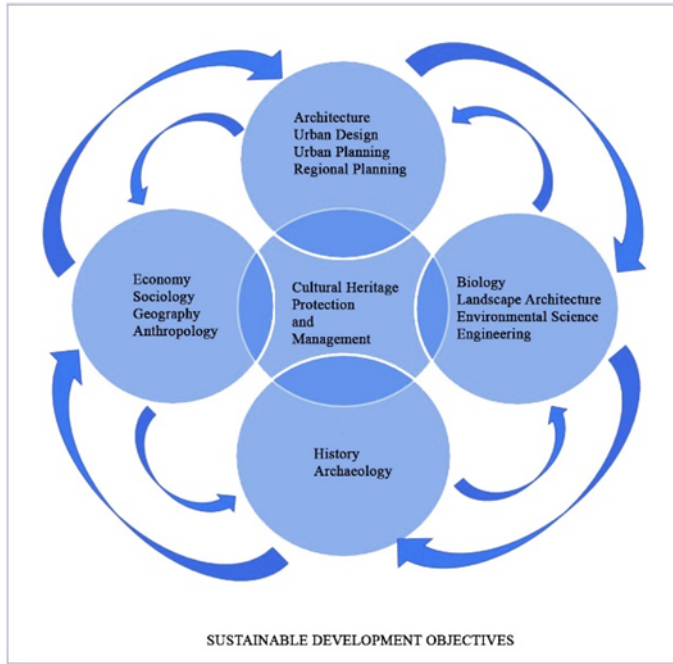 Architecture
Urban Design
Urban Planning
Regional Planning
Economy
Sociology
Geography
Anthropology
Cultural Heritage
Protection
and
Management
Biology
Landscape Architecture
Environmental Science
Engineering
History
Archaeology
SUSTAINABLE DEVELOPMENT OBJECTIVES